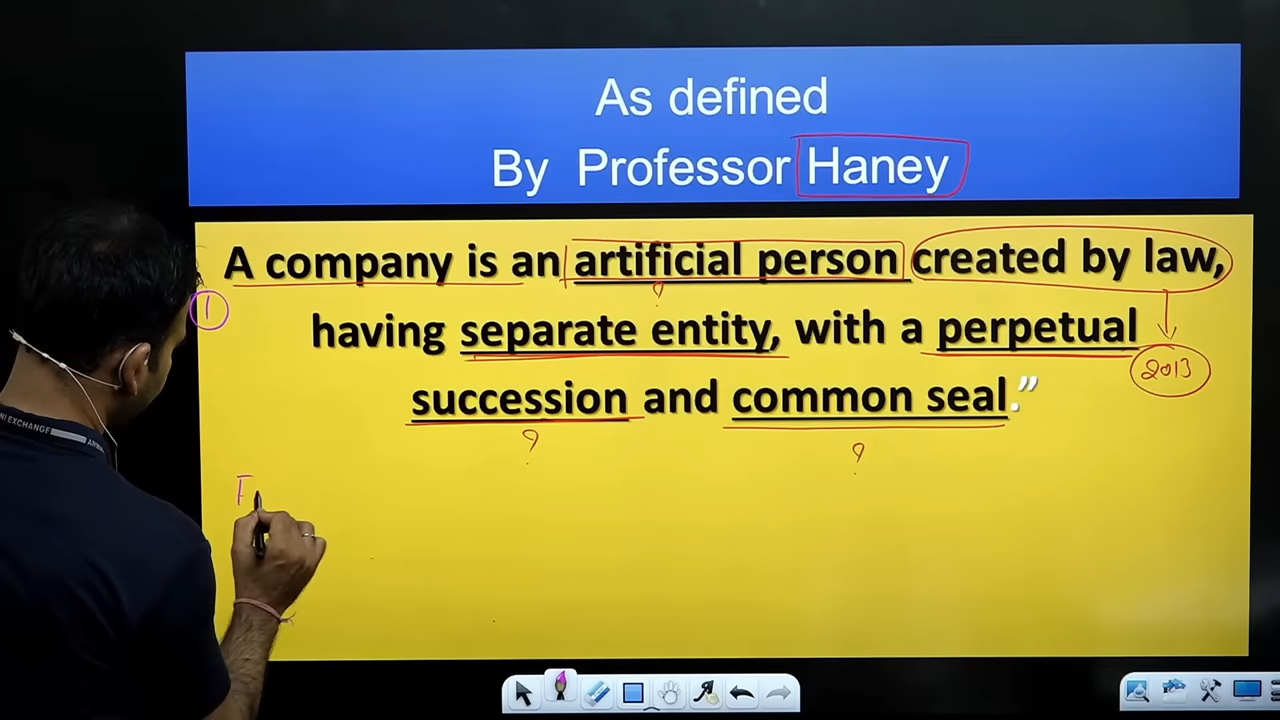 As defined
By Professor Haney
A company is an artificial person created by law,
1
?
having separate entity, with a perpetual
2013
succession and common seal.”
?
?
F
EXCHANGE